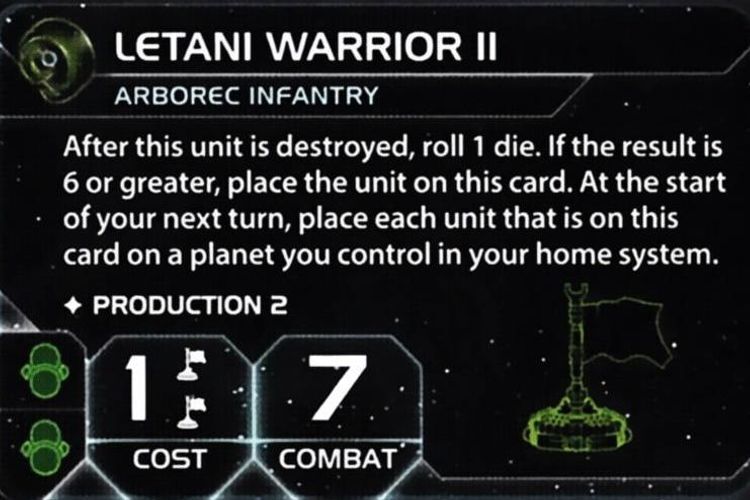 LETANI WARRIOR II
ARBOREC INFANTRY
After this unit is destroyed, roll 1 die. If the result is
6 or greater, place the unit on this card. At the start
of your next turn, place each unit that is on this
card on a planet you control in your home system.
✦ PRODUCTION 2
1 7
COST COMBAT